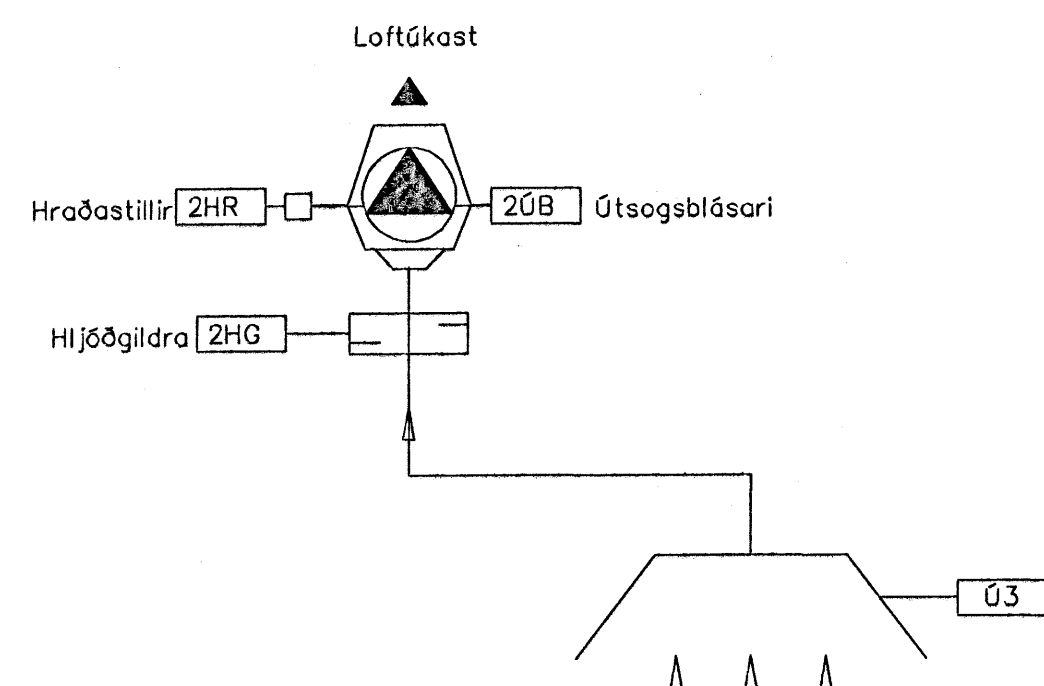 Loftúkast
Hraðastillir 2HR
2ÚB Útsogsblásari
Hljóðgildra 2HG
Ú3